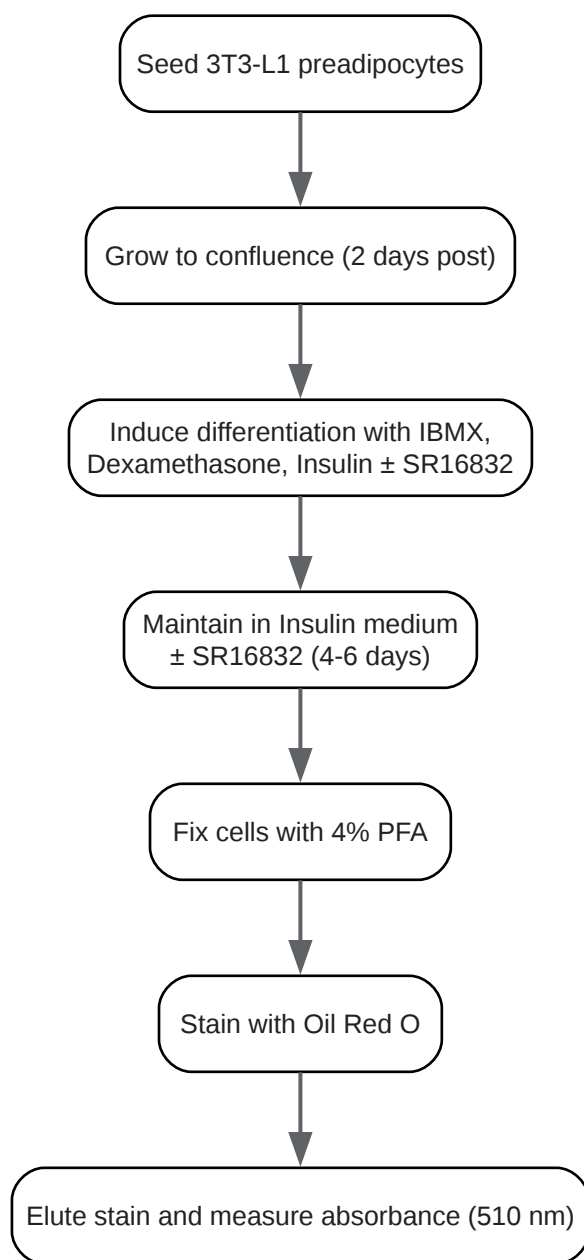 Seed 3T3-L1 preadipocytes
Grow to confluence (2 days post)
Induce differentiation with IBMX,
Dexamethasone, Insulin ± SR16832
Maintain in Insulin medium
± SR16832 (4-6 days)
Fix cells with 4% PFA
Stain with Oil Red O
Elute stain and measure absorbance (510 nm)